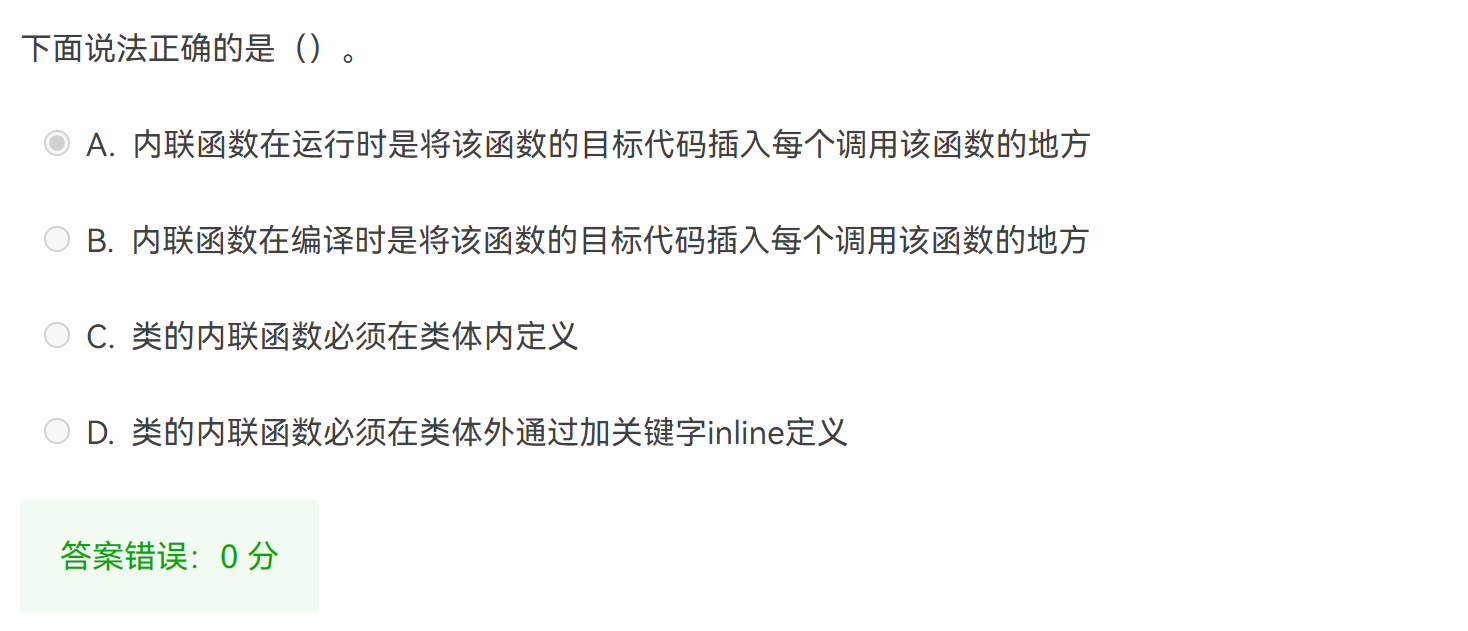 下面说法正确的是（）。
A. 内联函数在运行时是将该函数的目标代码插入每个调用该函数的地方
B. 内联函数在编译时是将该函数的目标代码插入每个调用该函数的地方
C. 类的内联函数必须在类体内定义
D. 类的内联函数必须在类体外通过加关键字inline定义
答案错误：0 分